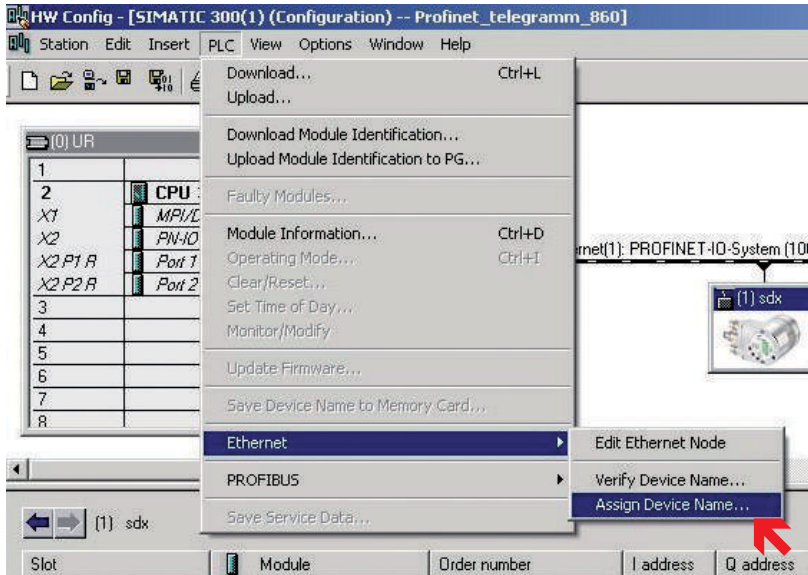 HW Config - [SIMATIC 300(1) (Configuration) -- Profinet_telegramm_860]
Station Edit Insert PLC View Options Window Help
Download... Ctrl+L
Upload...
Download Module Identification...
Upload Module Identification to PG...
Faulty Modules...
Module Information... Ctrl+D
Operating Mode... Ctrl+I
Clear/Reset...
Set Time of Day...
Monitor/Modify
Update Firmware...
Save Device Name to Memory Card...
Ethernet
PROFIBUS
Save Service Data...
Edit Ethernet Node
Verify Device Name...
Assign Device Name...
(0) UR
1
2 CPU
X1 MPI/D
X2 PN-IO
X2 P1 R Port 1
X2 P2 R Port 2
3
4
5
6
7
8
rnet(1): PROFINET-IO-System (10
(1) sdx
(1) sdx
Slot Module Order number I address Q address